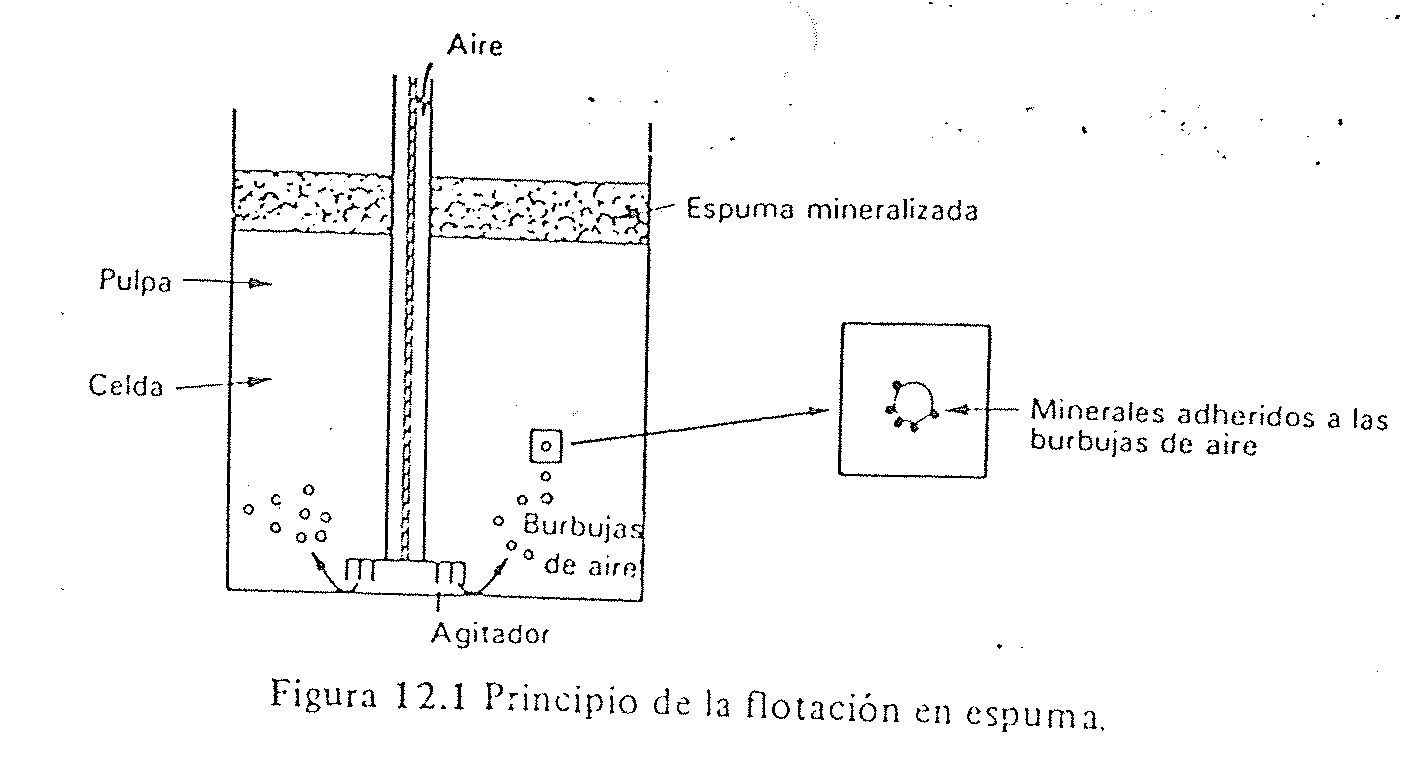 Aire
Espuma mineralizada
Pulpa
Celda
Minerales adheridos a las
burbujas de aire
Burbujas
de aire
Agitador
Figura 12.1 Principio de la flotación en espuma.